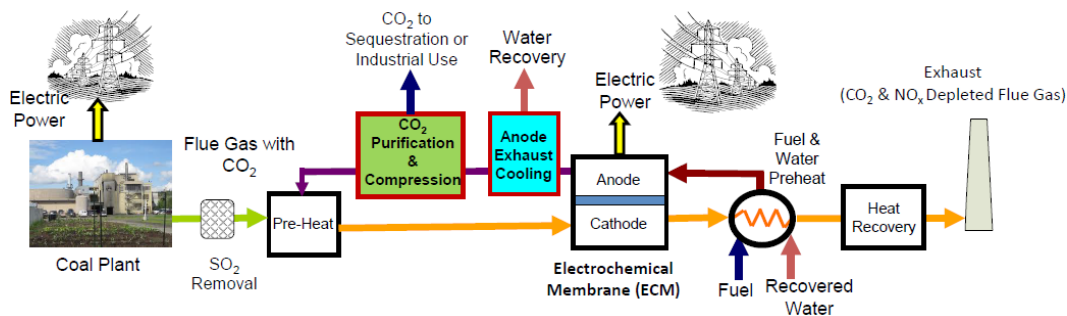 Electric
Power
Coal Plant
Flue Gas with
CO₂
SO₂
Removal
Pre-Heat
CO₂ to
Sequestration or
Industrial Use
CO₂
Purification
&
Compression
Water
Recovery
Anode
Exhaust
Cooling
Electric
Power
Anode
Cathode
Electrochemical
Membrane (ECM)
Fuel &
Water
Preheat
Fuel
Recovered
Water
Heat
Recovery
Exhaust
(CO₂ & NOₓ Depleted Flue Gas)